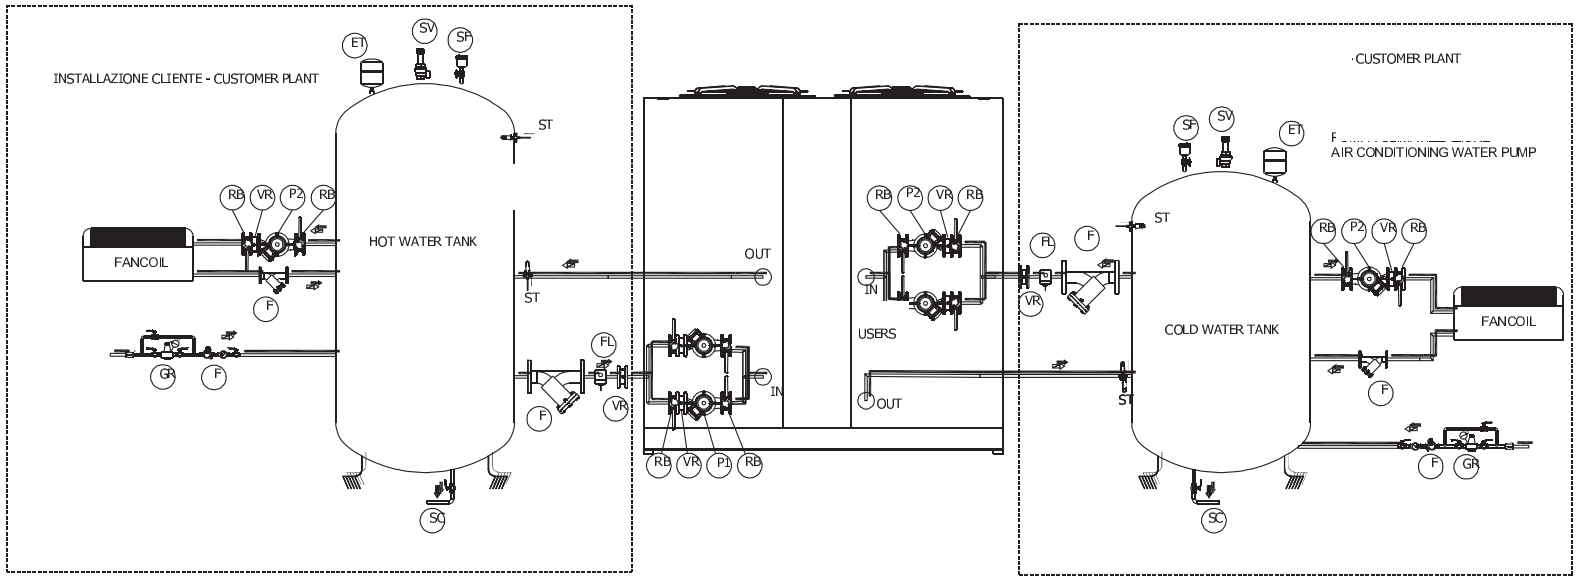 INSTALLAZIONE CLIENTE - CUSTOMER PLANT
ET
SV
SF
ST
RB
VR
P2
RB
HOT WATER TANK
FANCOIL
F
GR
F
ST
FL
F
VR
SC
OUT
IN
RB
VR
P1
RB
RB
P2
VR
RB
IN
USERS
OUT
· CUSTOMER PLANT
SF
SV
ET
AIR CONDITIONING WATER PUMP
ST
FL
F
VR
COLD WATER TANK
ST
RB
P2
VR
RB
FANCOIL
F
F
GR
SC